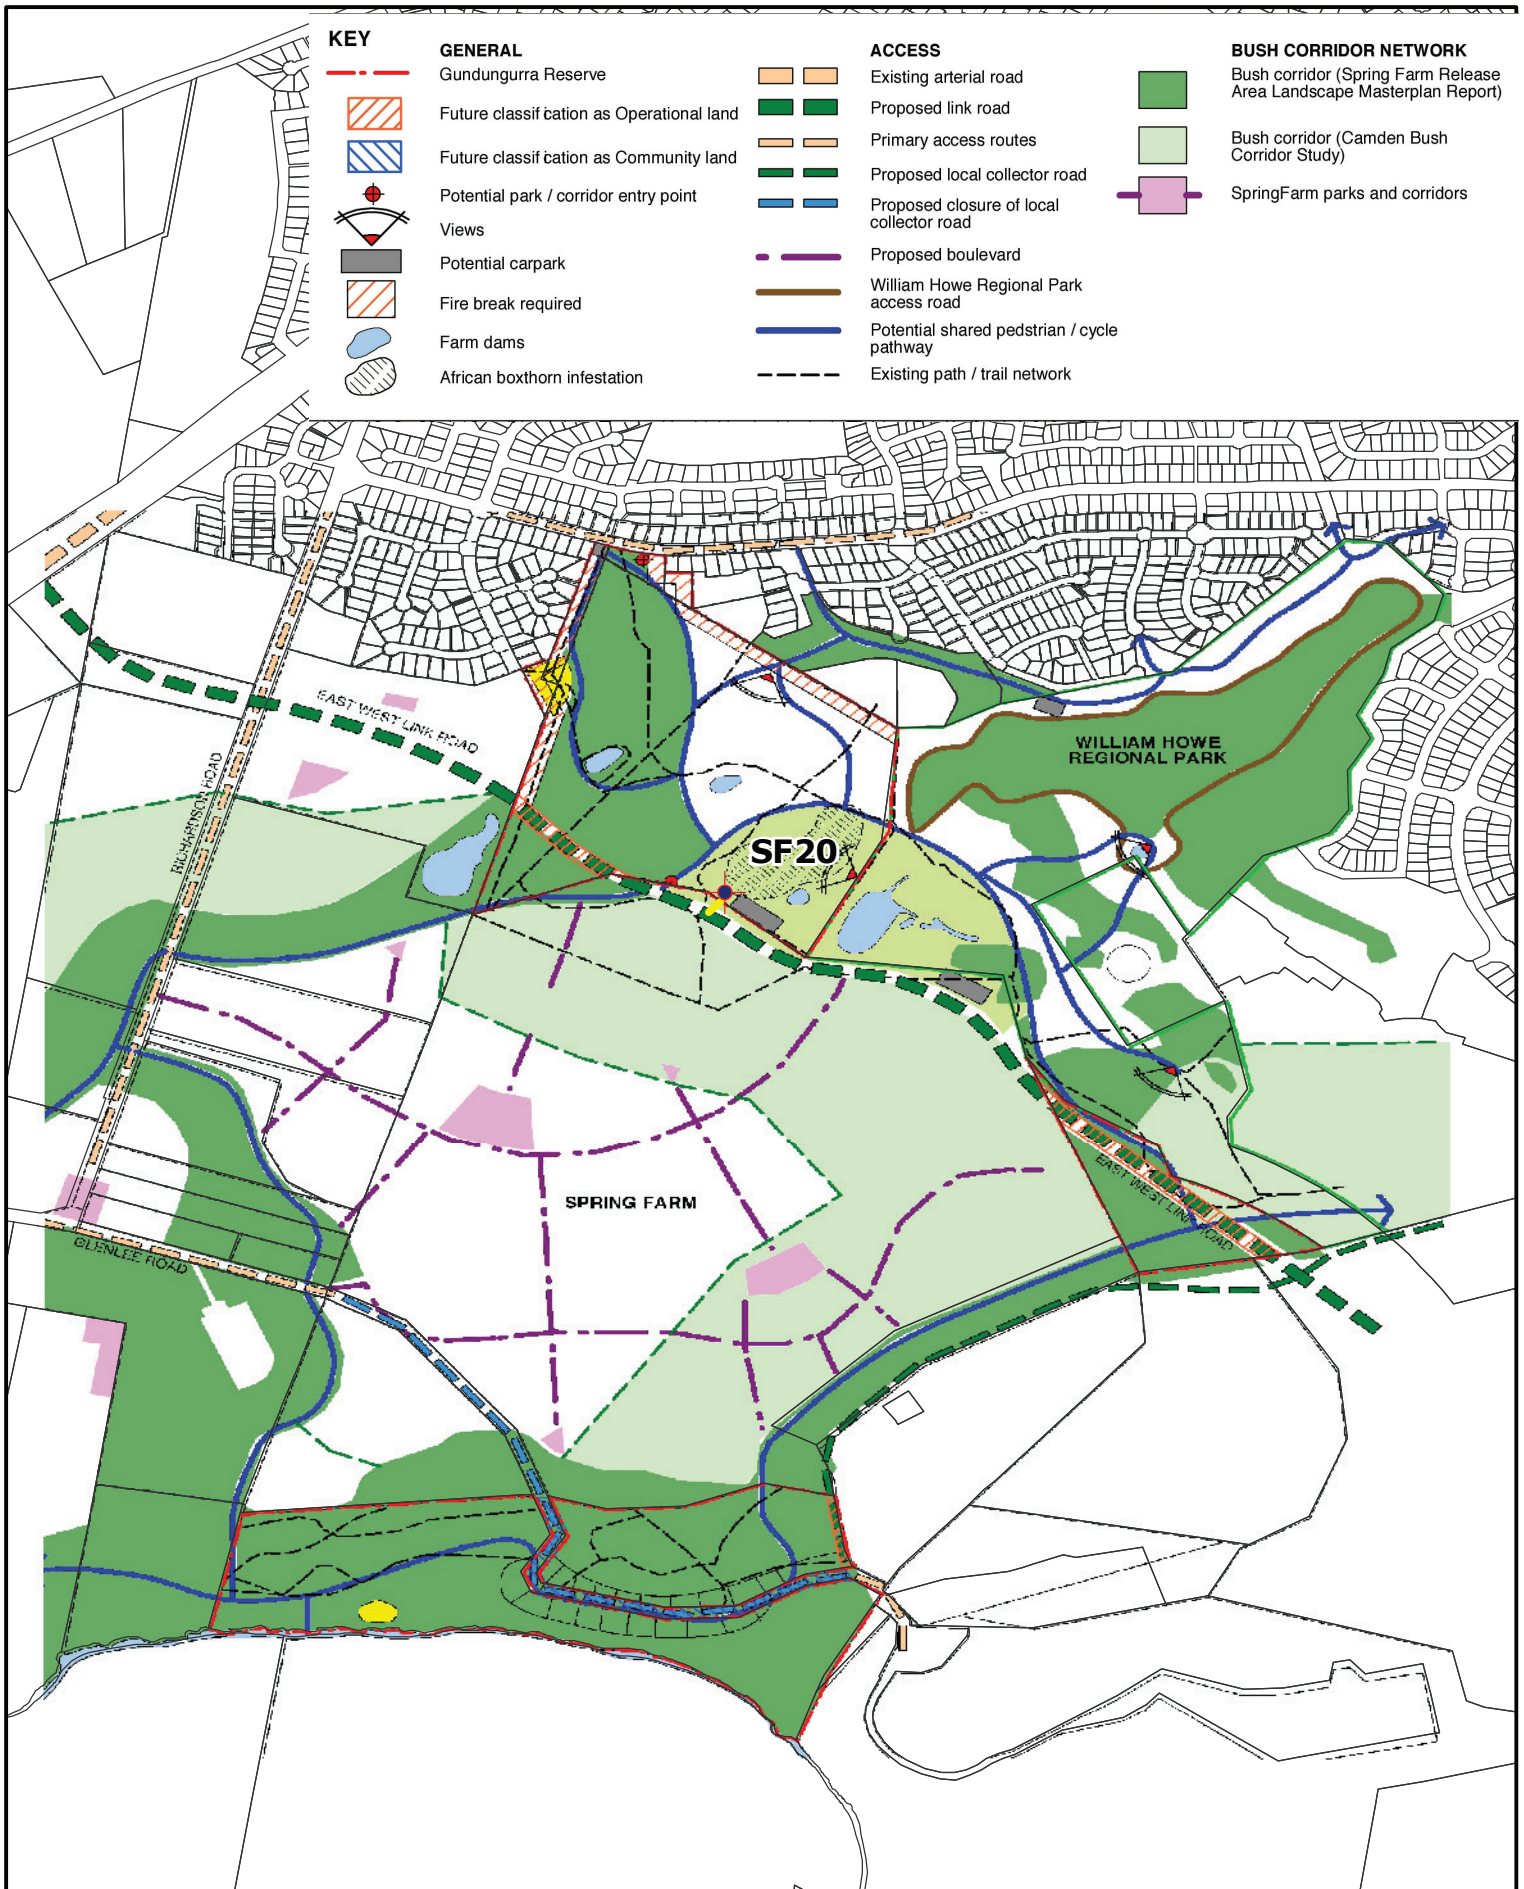 KEY
GENERAL
Gundungurra Reserve
Future classification as Operational land
Future classification as Community land
Potential park / corridor entry point
Views
Potential carpark
Fire break required
Farm dams
African boxthorn infestation
ACCESS
Existing arterial road
Proposed link road
Primary access routes
Proposed local collector road
Proposed closure of local
collector road
Proposed boulevard
William Howe Regional Park
access road
Potential shared pedstrian / cycle
pathway
Existing path / trail network
BUSH CORRIDOR NETWORK
Bush corridor (Spring Farm Release
Area Landscape Masterplan Report)
Bush corridor (Camden Bush
Corridor Study)
SpringFarm parks and corridors
EAST WEST LINK ROAD
RICHARDSON ROAD
WILLIAM HOWE
REGIONAL PARK
SF20
EAST WEST LINK ROAD
SPRING FARM
GLENLEE ROAD